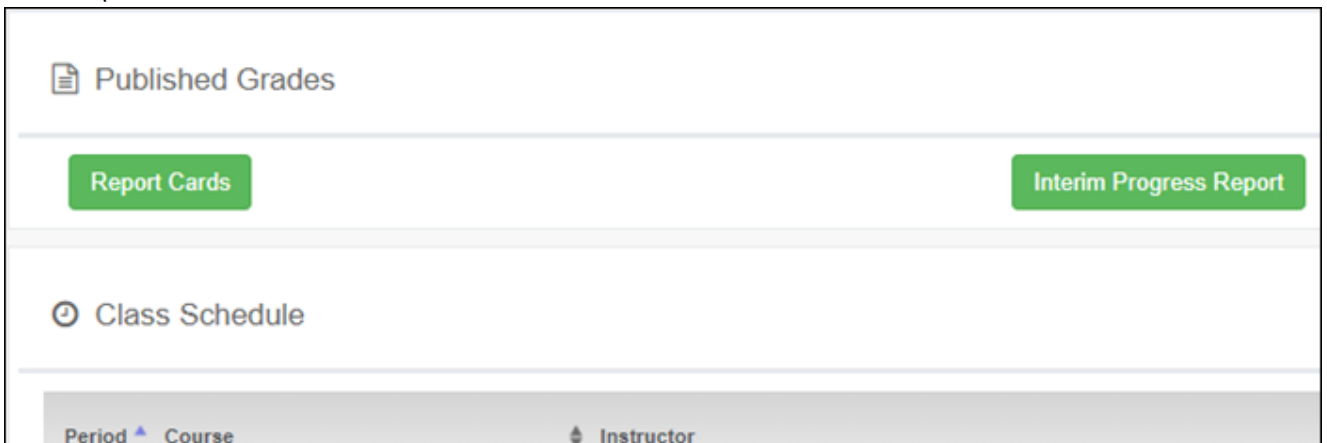 Published Grades
Report Cards Interim Progress Report
Class Schedule
Period Course Instructor